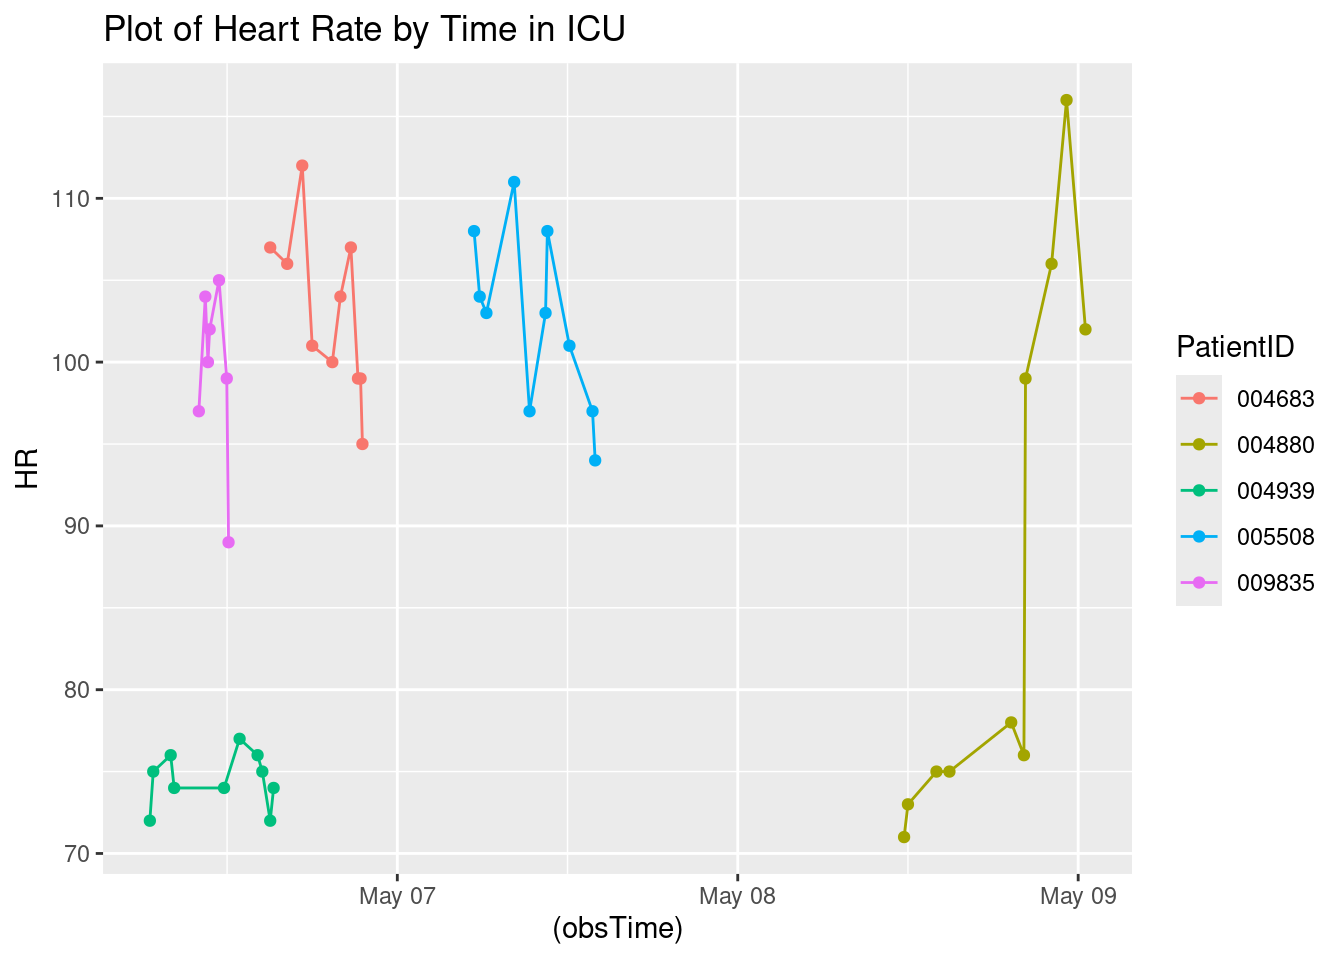 Plot of Heart Rate by Time in ICU
110
100
90
80
70
HR
May 07
May 08
May 09
(obsTime)
PatientID
004683
004880
004939
005508
009835